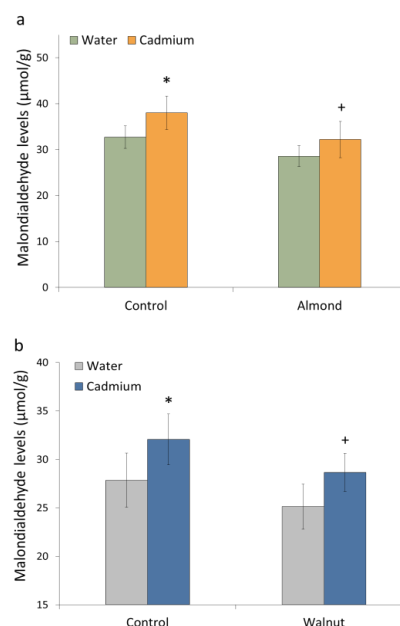 a
Water Cadmium
Malondialdehyde levels (μmol/g)
60
50
40
30
20
10
0
*
+
Control Almond
b
Water
Cadmium
Malondialdehyde levels (μmol/g)
40
35
30
25
20
15
*
+
Control Walnut